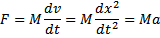 F = M dv/dt = M dx²/dt² = Ma